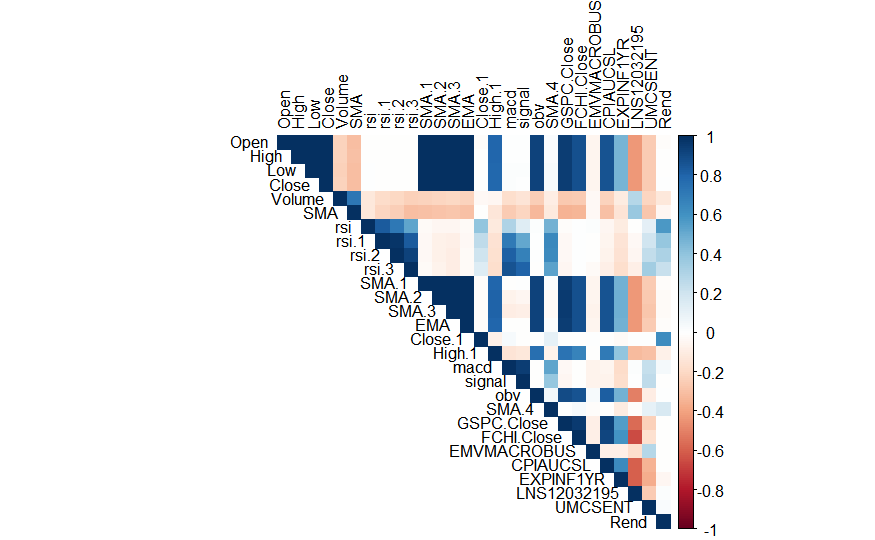 Open
High
Low
Close
Volume
SMA
rsi
rsi.1
rsi.2
rsi.3
SMA.1
SMA.2
SMA.3
EMA
Close.1
High.1
macd
signal
obv
SMA.4
GSPC.Close
FCHI.Close
EMVMACROBUS
CPIAUCSL
EXPINF1YR
LNS12032195
UMCSENT
Rend
Open
High
Low
Close
Volume
SMA
rsi
rsi.1
rsi.2
rsi.3
SMA.1
SMA.2
SMA.3
EMA
Close.1
High.1
macd
signal
obv
SMA.4
GSPC.Close
FCHI.Close
EMVMACROBUS
CPIAUCSL
EXPINF1YR
LNS12032195
UMCSENT
Rend
1
0.8
0.6
0.4
0.2
0
-0.2
-0.4
-0.6
-0.8
-1